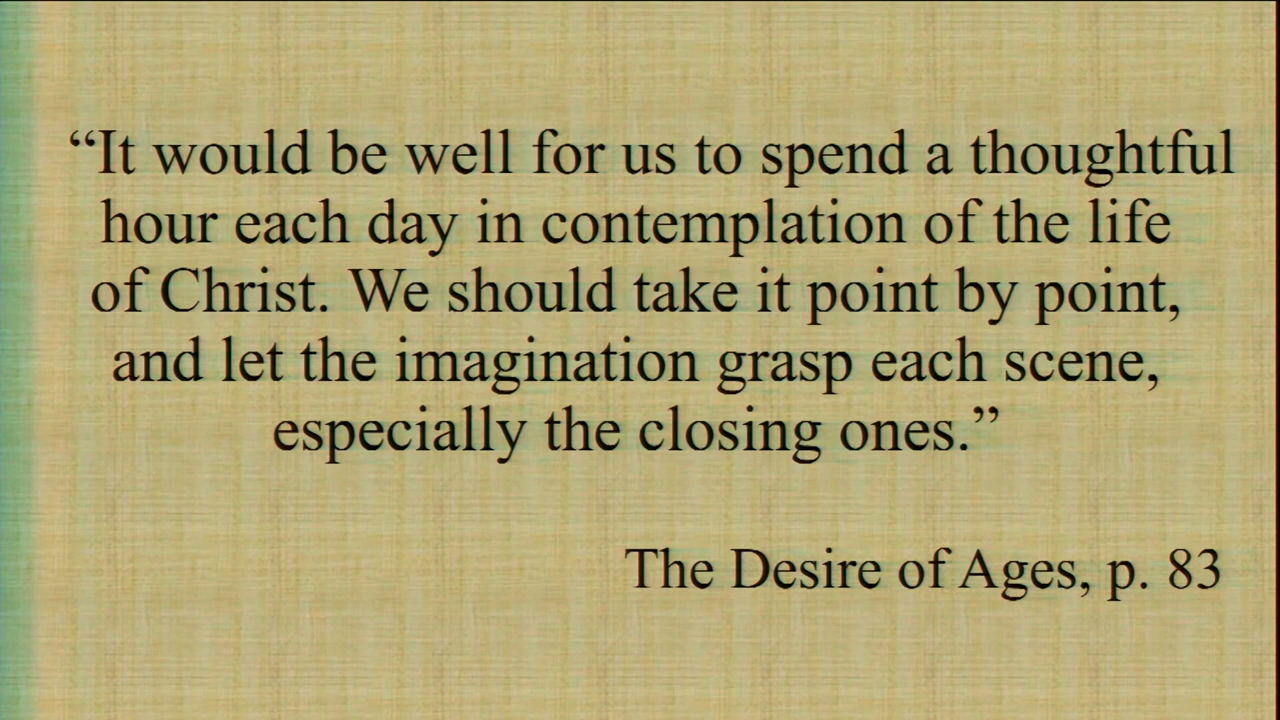 “It would be well for us to spend a thoughtful
hour each day in contemplation of the life
of Christ. We should take it point by point,
and let the imagination grasp each scene,
especially the closing ones.”
The Desire of Ages, p. 83